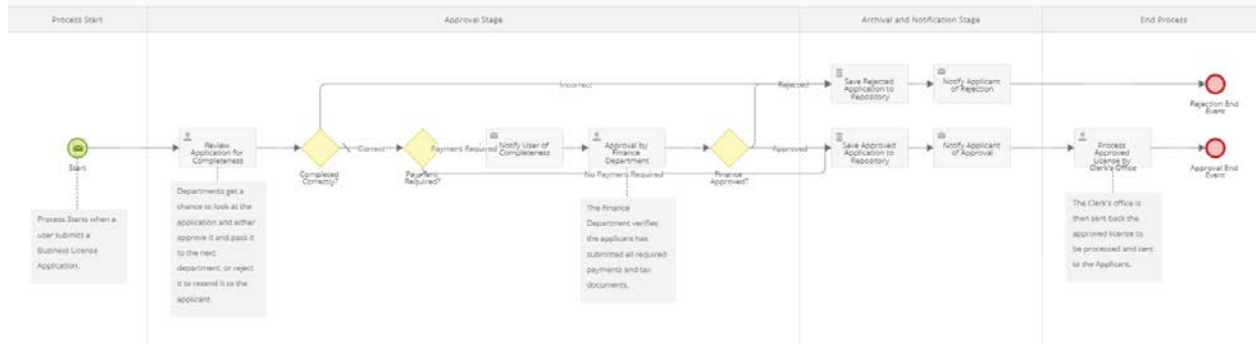 Process Start
Approval Stage
Archival and Notification Stage
End Process
Incorrect
Rejected
Save Rejected
Application to
Repository
Notify Applicant
of Rejection
Rejection End
Event
Start
Review
Application for
Completeness
Completed
Correctly?
Correct
Payment
Required?
Payment Required
Notify User of
Completeness
Approval by
Finance
Department
No Payment Required
Finance
Approved?
Approved
Save Approved
Application to
Repository
Notify Applicant
of Approval
Process
Approved
License by
Clerk's Office
Approval End
Event
Process Starts when a
user submits a
Business License
Application.
Departments get a
chance to look at the
application and either
approve it and pass it
to the next
department, or reject
it to resend it to the
applicant.
The Finance
Department verifies
the applicant has
submitted all required
payments and tax
documents.
The Clerk's office is
then sent back the
approved license to
be processed and sent
to the Applicant.